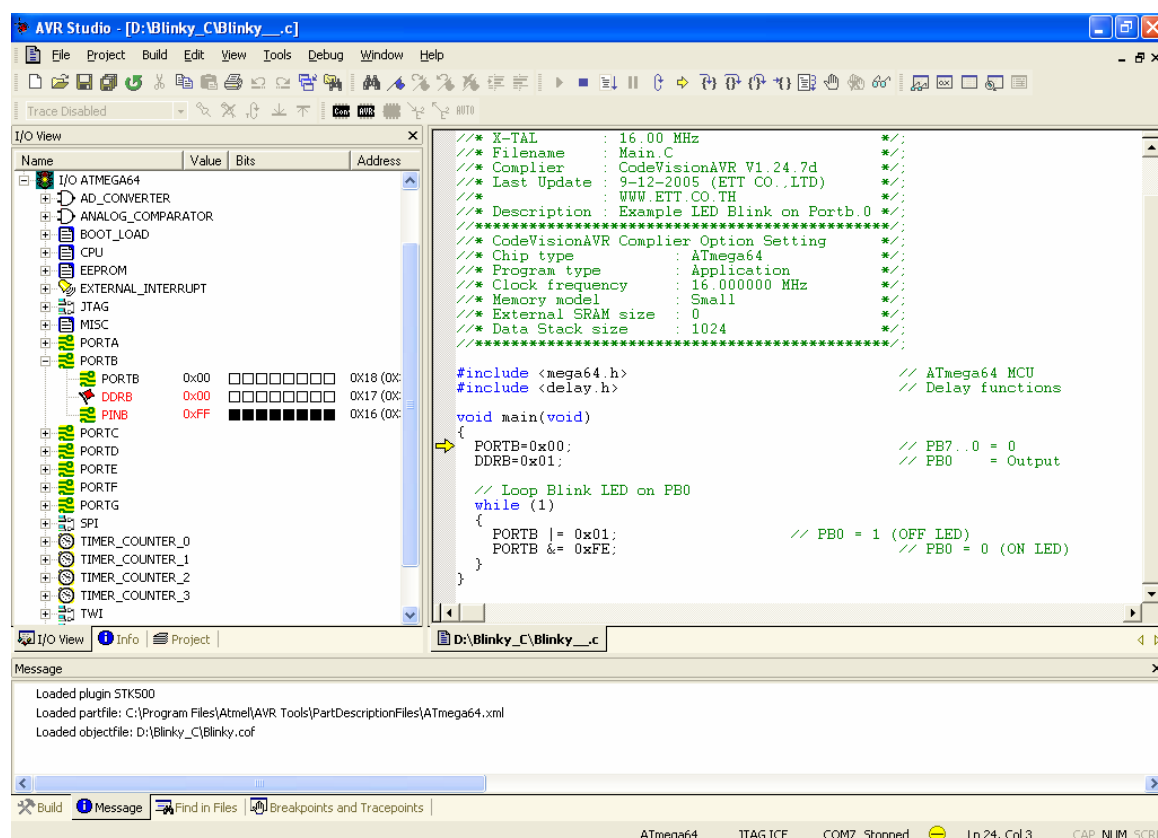 AVR Studio - [D:\Blinky_C\Blinky__.c]
File Project Build Edit View Tools Debug Window Help
Trace Disabled
Con AVR AUTO
I/O View
Name Value Bits Address
I/O ATMEGA64
AD_CONVERTER
ANALOG_COMPARATOR
BOOT_LOAD
CPU
EEPROM
EXTERNAL_INTERRUPT
JTAG
MISC
PORTA
PORTB
PORTB 0x00 0X18 (0X
DDRB 0x00 0X17 (0X
PINB 0xFF 0X16 (0X
PORTC
PORTD
PORTE
PORTF
PORTG
SPI
TIMER_COUNTER_0
TIMER_COUNTER_1
TIMER_COUNTER_2
TIMER_COUNTER_3
TWI
I/O View Info Project
//* X-TAL : 16.00 MHz */;
//* Filename : Main.C */;
//* Complier : CodeVisionAVR V1.24.7d */;
//* Last Update : 9-12-2005 (ETT CO.,LTD) */;
//* : WWW.ETT.CO.TH */;
//* Description : Example LED Blink on Portb.0 */;
//**********************************************/;
//* CodeVisionAVR Complier Option Setting */;
//* Chip type : ATmega64 */;
//* Program type : Application */;
//* Clock frequency : 16.000000 MHz */;
//* Memory model : Small */;
//* External SRAM size : 0 */;
//* Data Stack size : 1024 */;
//**********************************************/;
#include <mega64.h> // ATmega64 MCU
#include <delay.h> // Delay functions
void main(void)
{
PORTB=0x00; // PB7..0 = 0
DDRB=0x01; // PB0 = Output
// Loop Blink LED on PB0
while (1)
{
PORTB |= 0x01; // PB0 = 1 (OFF LED)
PORTB &= 0xFE; // PB0 = 0 (ON LED)
}
}
D:\Blinky_C\Blinky__.c
Message
Loaded plugin STK500
Loaded partfile: C:\Program Files\Atmel\AVR Tools\PartDescriptionFiles\ATmega64.xml
Loaded objectfile: D:\Blinky_C\Blinky.cof
Build Message Find in Files Breakpoints and Tracepoints
ATmega64 JTAG ICE COM7 Stopped Ln 24, Col 3 CAP NUM SCRL